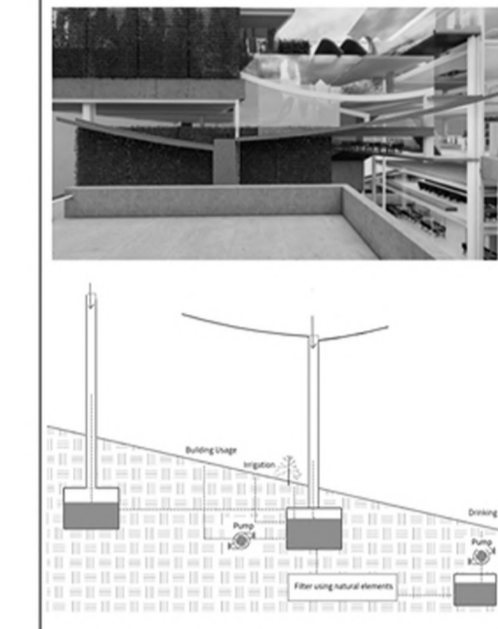 Building Usage
Irrigation
Drinking
Pump
Pump
Filter using natural elements